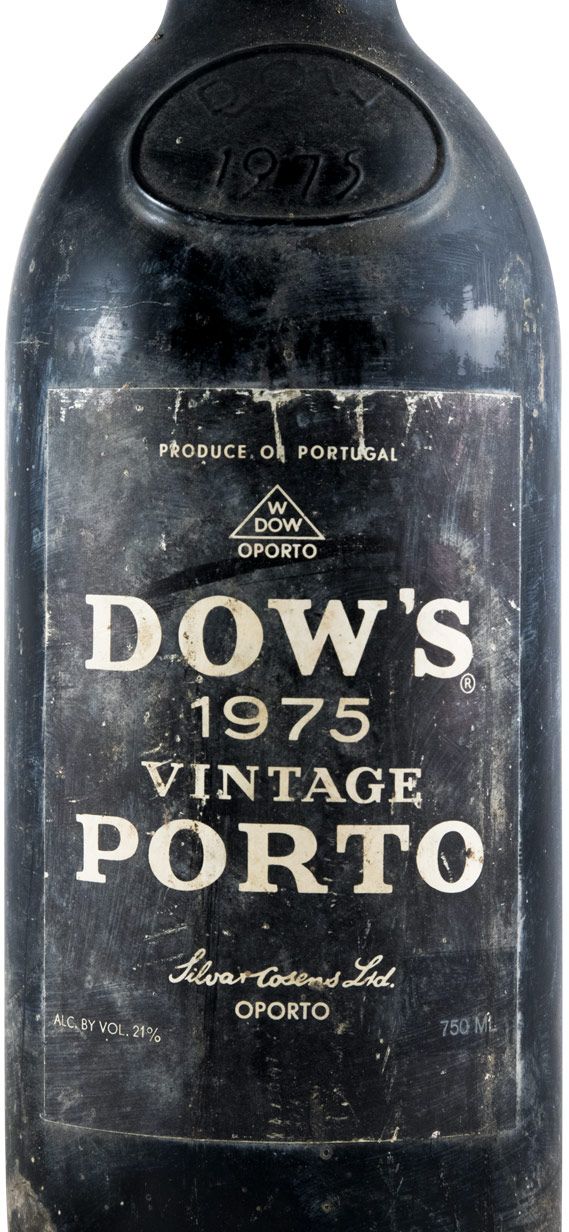 DOW
1975
PRODUCE OF PORTUGAL
W
DOW
OPORTO
DOW'S®
1975
VINTAGE
PORTO
Silva & Cosens Ltd.
OPORTO
ALC. BY VOL. 21% 750 ML